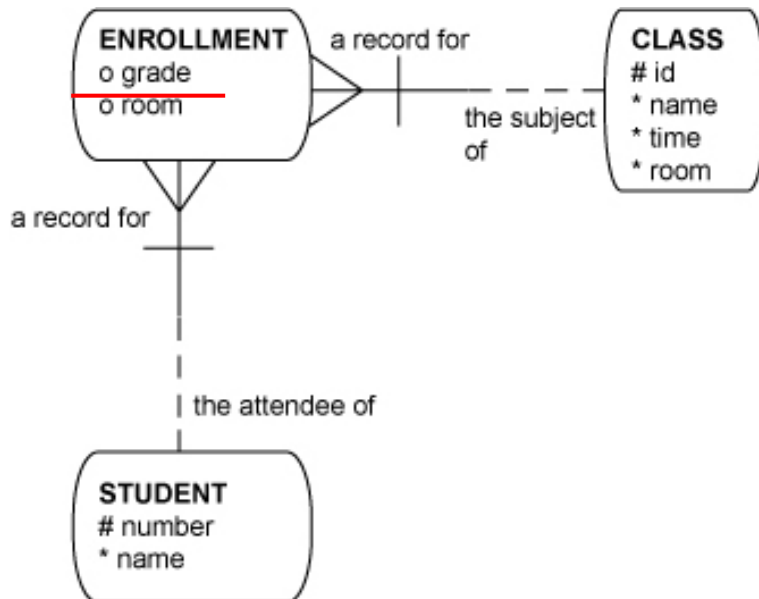 ENROLLMENT
o grade
o room
a record for
the subject
of
CLASS
# id
* name
* time
* room
a record for
the attendee of
STUDENT
# number
* name